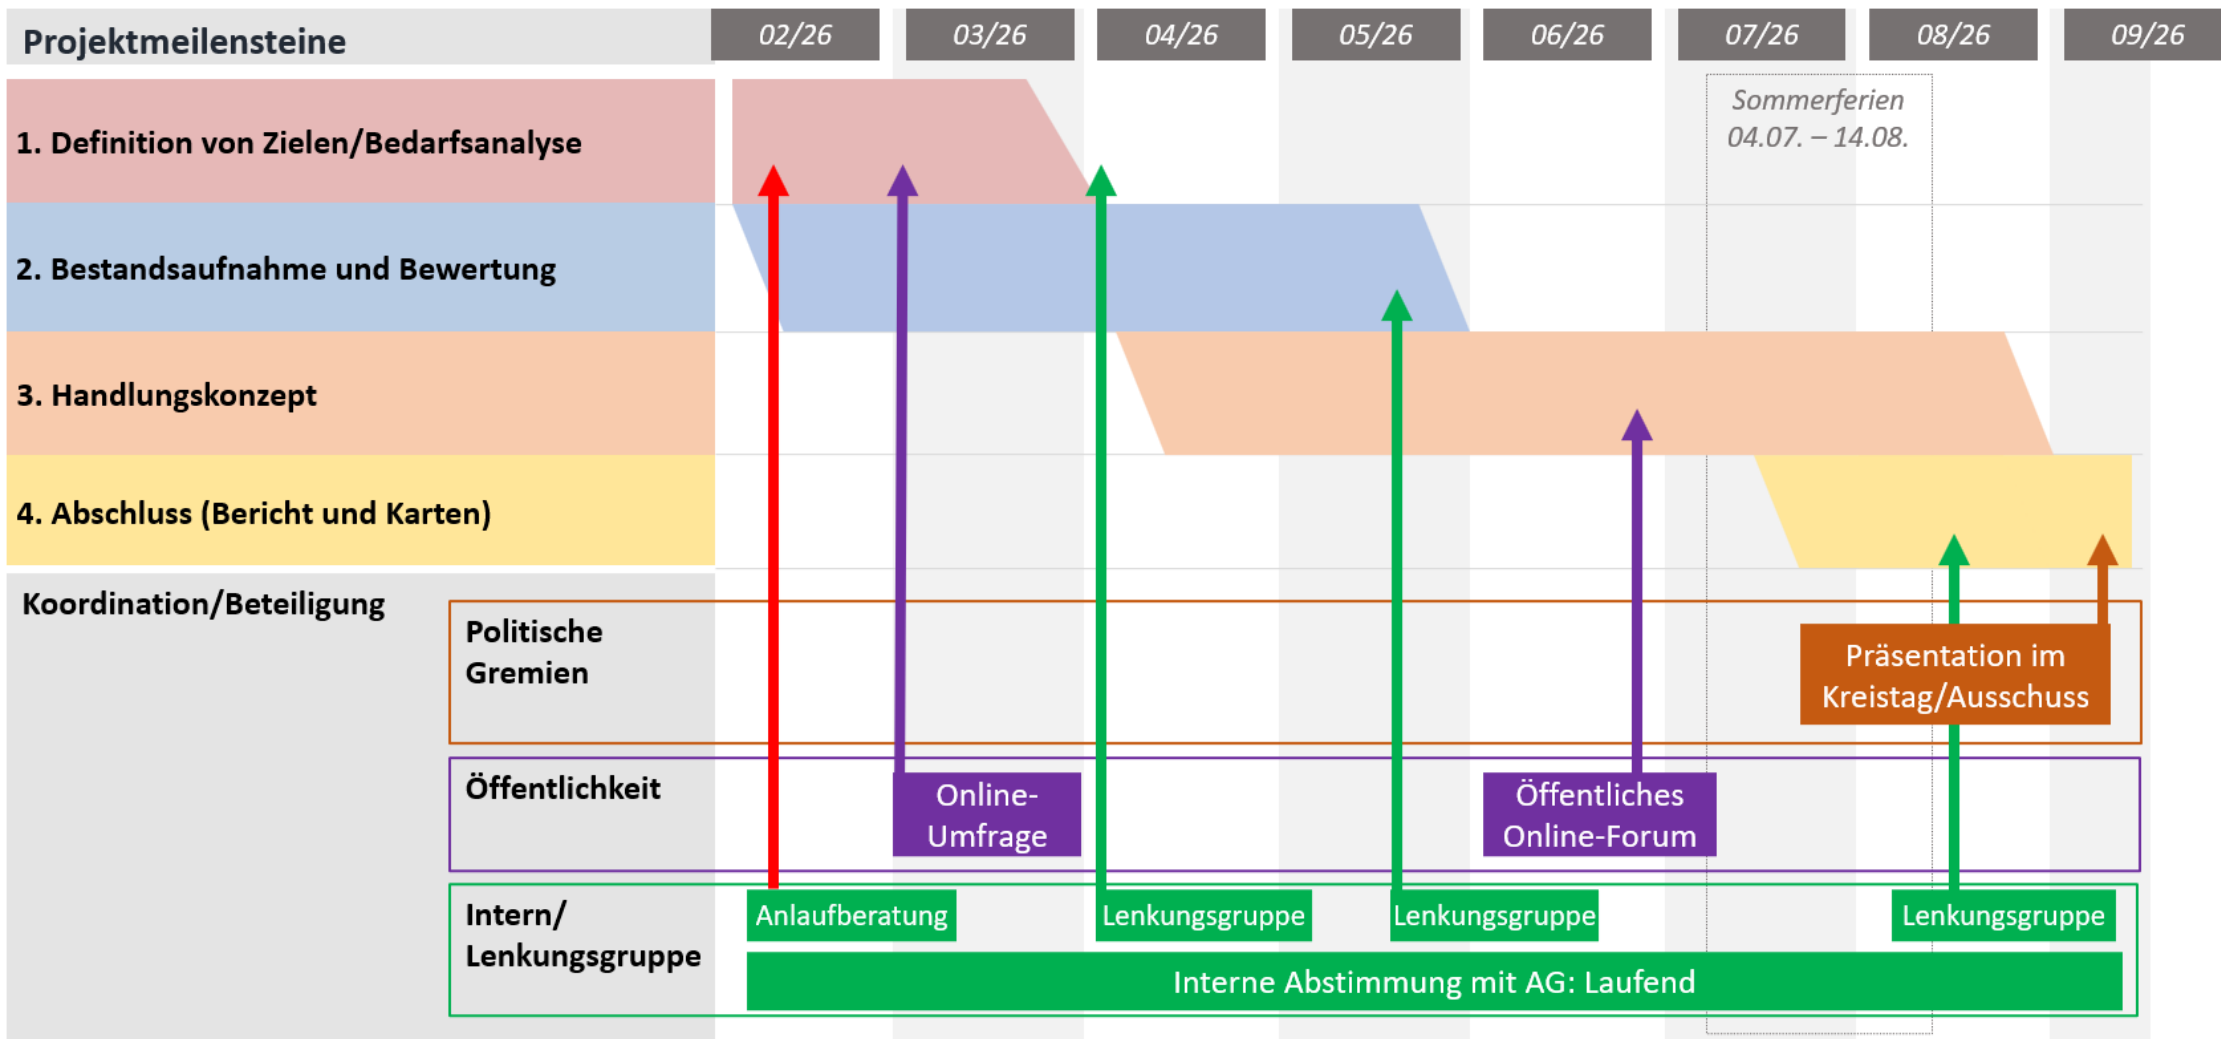 Projektmeilensteine
02/26
03/26
04/26
05/26
06/26
07/26
08/26
09/26
Sommerferien
04.07. – 14.08.
1. Definition von Zielen/Bedarfsanalyse
2. Bestandsaufnahme und Bewertung
3. Handlungskonzept
4. Abschluss (Bericht und Karten)
Koordination/Beteiligung
Politische
Gremien
Präsentation im
Kreistag/Ausschuss
Öffentlichkeit
Online-
Umfrage
Öffentliches
Online-Forum
Intern/
Lenkungsgruppe
Anlaufberatung
Lenkungsgruppe
Lenkungsgruppe
Lenkungsgruppe
Interne Abstimmung mit AG: Laufend